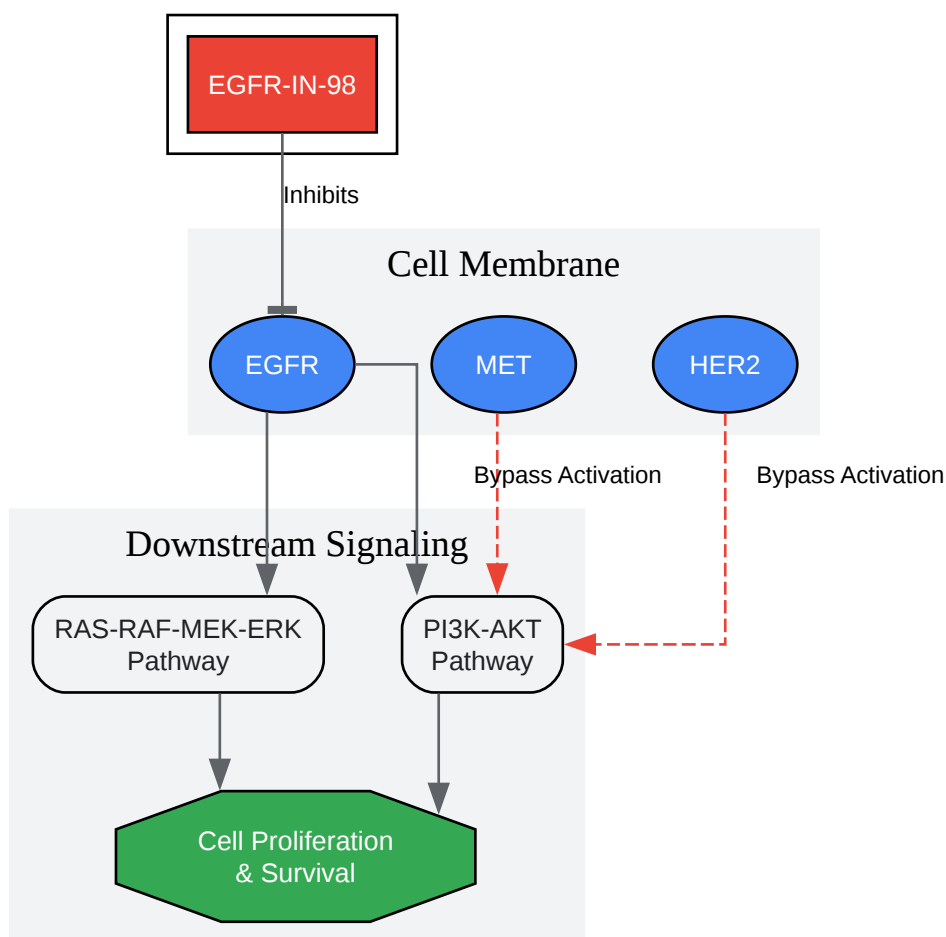 EGFR-IN-98
Inhibits
Cell Membrane
EGFR
MET
HER2
Bypass Activation
Bypass Activation
Downstream Signaling
RAS-RAF-MEK-ERK
Pathway
PI3K-AKT
Pathway
Cell Proliferation
& Survival